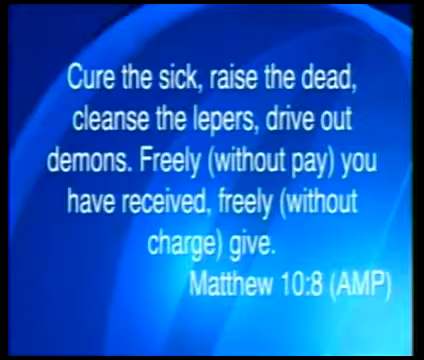 Cure the sick, raise the dead,
cleanse the lepers, drive out
demons. Freely (without pay) you
have received, freely (without
charge) give.
Matthew 10:8 (AMP)